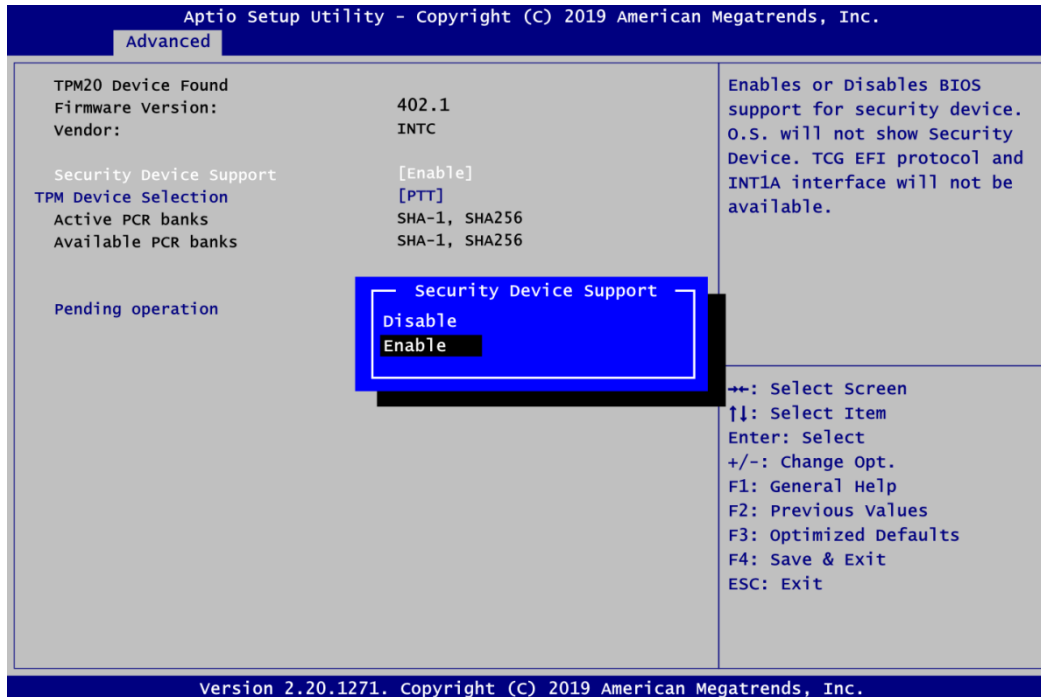 Aptio Setup Utility - Copyright (C) 2019 American Megatrends, Inc.
Advanced
TPM20 Device Found
Firmware Version: 402.1
Vendor: INTC
Security Device Support [Enable]
TPM Device Selection [PTT]
Active PCR banks SHA-1, SHA256
Available PCR banks SHA-1, SHA256
Pending operation
Security Device Support
Disable
Enable
Enables or Disables BIOS
support for security device.
O.S. will not show Security
Device. TCG EFI protocol and
INT1A interface will not be
available.
→←: Select Screen
↑↓: Select Item
Enter: Select
+/-: Change Opt.
F1: General Help
F2: Previous Values
F3: Optimized Defaults
F4: Save & Exit
ESC: Exit
Version 2.20.1271. Copyright (C) 2019 American Megatrends, Inc.